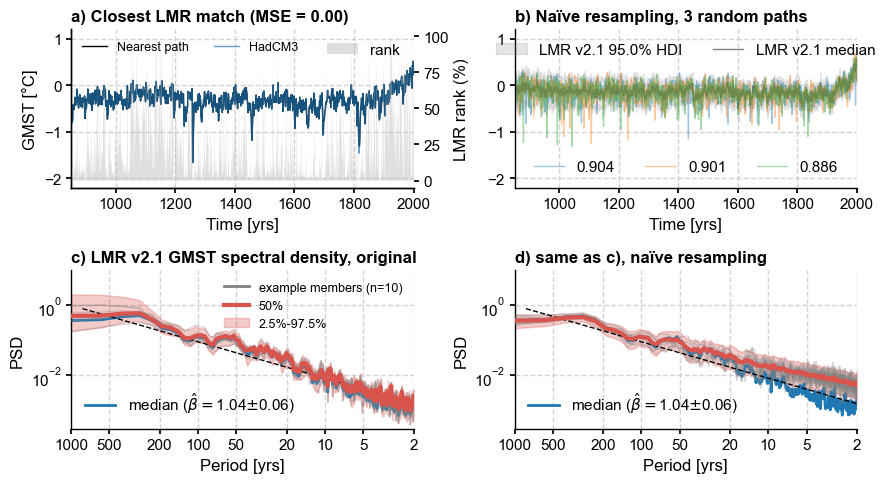 a) Closest LMR match (MSE = 0.00)
Nearest path
HadCM3
rank
GMST [°C]
1
0
−1
−2
100
75
50
25
0
LMR rank (%)
1000 1200 1400 1600 1800 2000
Time [yrs]
b) Naïve resampling, 3 random paths
LMR v2.1 95.0% HDI
LMR v2.1 median
1
0
−1
−2
0.904
0.901
0.886
1000 1200 1400 1600 1800 2000
Time [yrs]
c) LMR v2.1 GMST spectral density, original
example members (n=10)
50%
2.5%-97.5%
PSD
10⁰
10⁻²
median (β̂ = 1.04±0.06)
1000 500 200 100 50 20 10 5 2
Period [yrs]
d) same as c), naïve resampling
PSD
10⁰
10⁻²
median (β̂ = 1.04±0.06)
1000 500 200 100 50 20 10 5 2
Period [yrs]